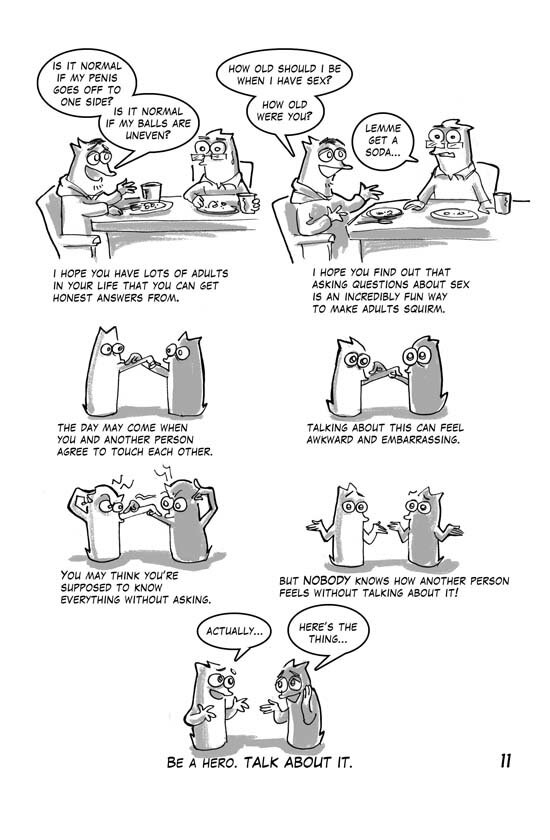 IS IT NORMAL
IF MY PENIS
GOES OFF TO
ONE SIDE?
IS IT NORMAL
IF MY BALLS ARE
UNEVEN?
HOW OLD SHOULD I BE
WHEN I HAVE SEX?
HOW OLD
WERE YOU?
LEMME
GET A
SODA...
I HOPE YOU HAVE LOTS OF ADULTS
IN YOUR LIFE THAT YOU CAN GET
HONEST ANSWERS FROM.
I HOPE YOU FIND OUT THAT
ASKING QUESTIONS ABOUT SEX
IS AN INCREDIBLY FUN WAY
TO MAKE ADULTS SQUIRM.
THE DAY MAY COME WHEN
YOU AND ANOTHER PERSON
AGREE TO TOUCH EACH OTHER.
TALKING ABOUT THIS CAN FEEL
AWKWARD AND EMBARRASSING.
YOU MAY THINK YOU'RE
SUPPOSED TO KNOW
EVERYTHING WITHOUT ASKING.
BUT NOBODY KNOWS HOW ANOTHER PERSON
FEELS WITHOUT TALKING ABOUT IT!
ACTUALLY...
HERE'S THE
THING...
BE A HERO. TALK ABOUT IT.
11